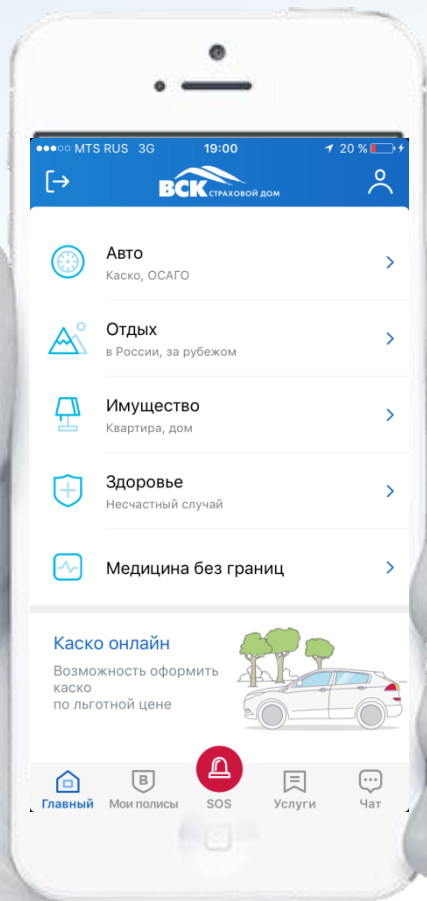 MTS RUS 3G 19:00 20 %
ВСК СТРАХОВОЙ ДОМ
Авто
Каско, ОСАГО
Отдых
в России, за рубежом
Имущество
Квартира, дом
Здоровье
Несчастный случай
Медицина без границ
Каско онлайн
Возможность оформить
каско
по льготной цене
В
Главный Мои полисы SOS Услуги Чат